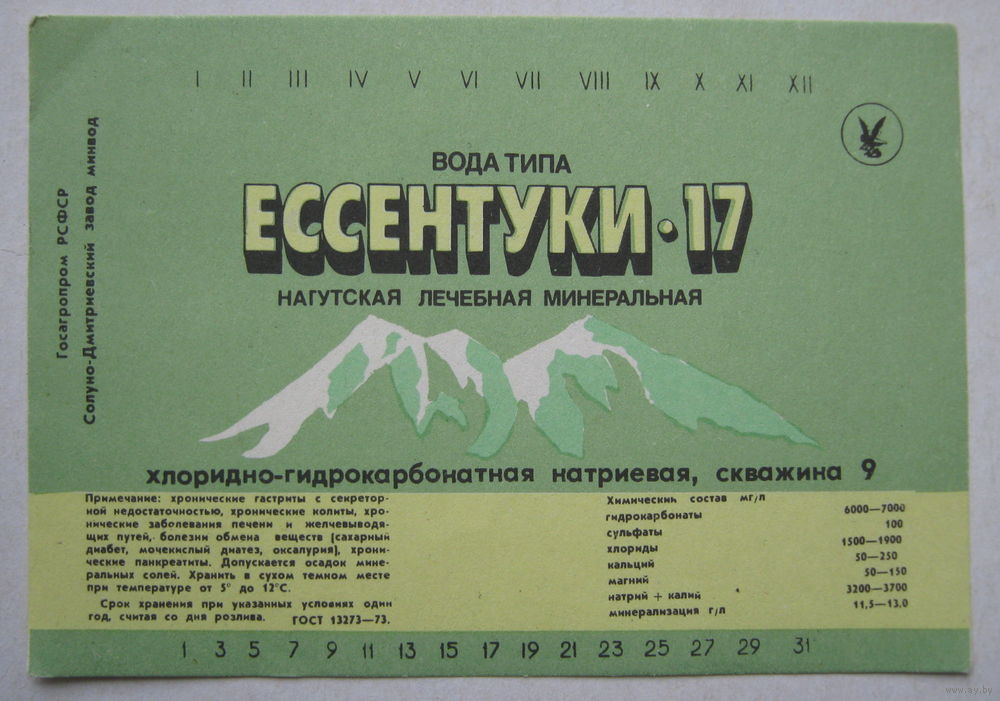 I II III IV V VI VII VIII IX X XI XII
Госагропром РСФСР
Солуно-Дмитриевский завод минвод
ВОДА ТИПА
ЕССЕНТУКИ·17
НАГУТСКАЯ ЛЕЧЕБНАЯ МИНЕРАЛЬНАЯ
хлоридно-гидрокарбонатная натриевая, скважина 9
Примечание: хронические гастриты с секретор-
ной недостаточностью, хронические колиты, хро-
нические заболевания печени и желчевыводя-
щих путей, болезни обмена веществ (сахарный
диабет, мочекислый диатез, оксалурия), хрони-
ческие панкреатиты. Допускается осадок мине-
ральных солей. Хранить в сухом темном месте
при температуре от 5° до 12°С.
Срок хранения при указанных условиях один
год, считая со дня розлива. ГОСТ 13273—73.
Химический состав мг/л
гидрокарбонаты 6000—7000
сульфаты 100
хлориды 1500—1900
кальций 50—250
магний 50—150
натрий + калий 3200—3700
минерализация г/л 11,5—13,0
1 3 5 7 9 11 13 15 17 19 21 23 25 27 29 31
www.ay.by